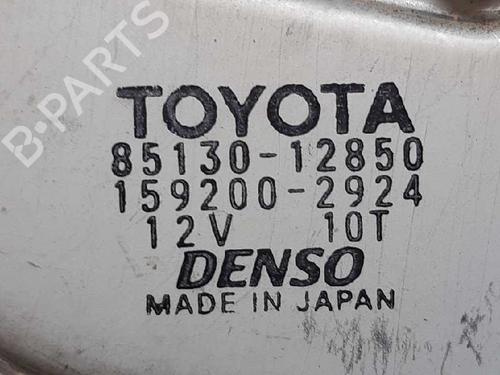 B-PARTS
TOYOTA
85130-12850
159200-2924
12V 10T
DENSO
MADE IN JAPAN